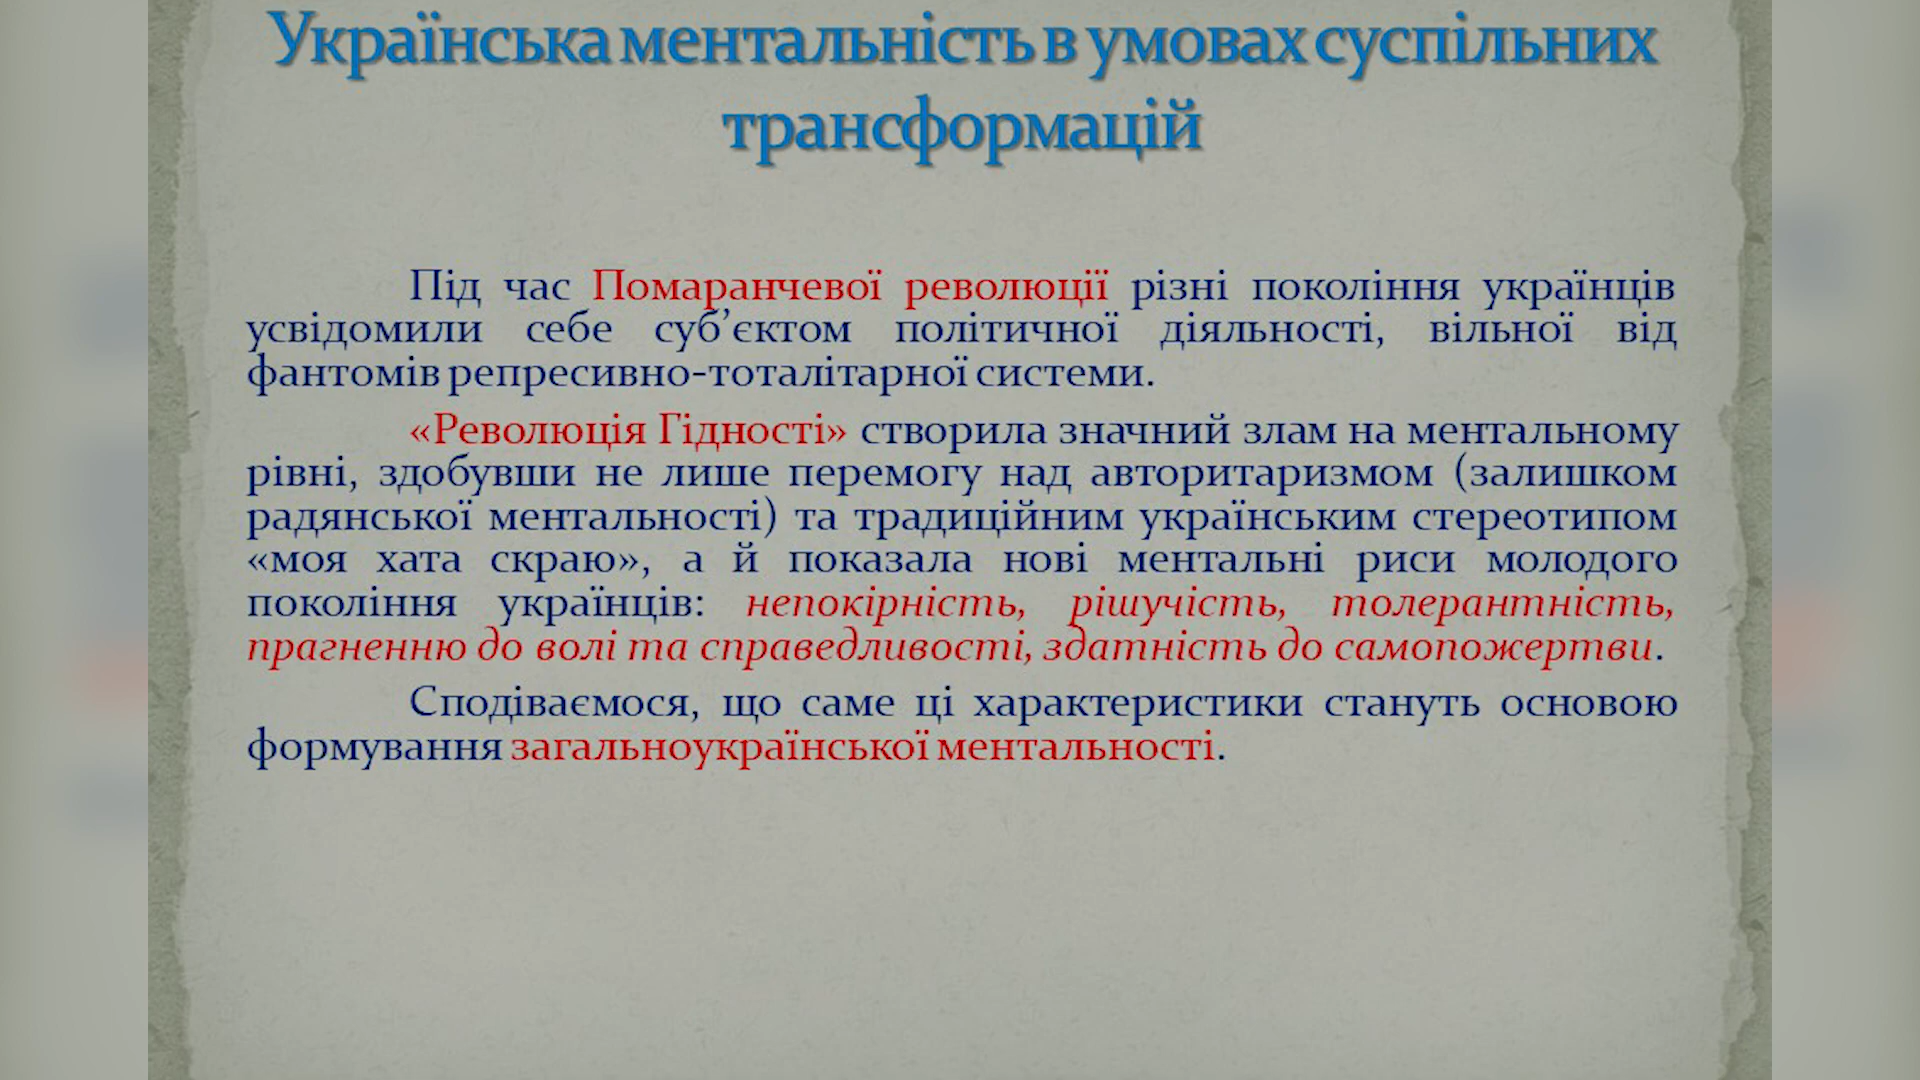 Українська ментальність в умовах суспільних
трансформацій
Під час Помаранчевої революції різні покоління українців
усвідомили себе суб’єктом політичної діяльності, вільної від
фантомів репресивно-тоталітарної системи.
«Революція Гідності» створила значний злам на ментальному
рівні, здобувши не лише перемогу над авторитаризмом (залишком
радянської ментальності) та традиційним українським стереотипом
«моя хата скраю», а й показала нові ментальні риси молодого
покоління українців: непокірність, рішучість, толерантність,
прагненню до волі та справедливості, здатність до самопожертви.
Сподіваємося, що саме ці характеристики стануть основою
формування загальноукраїнської ментальності.